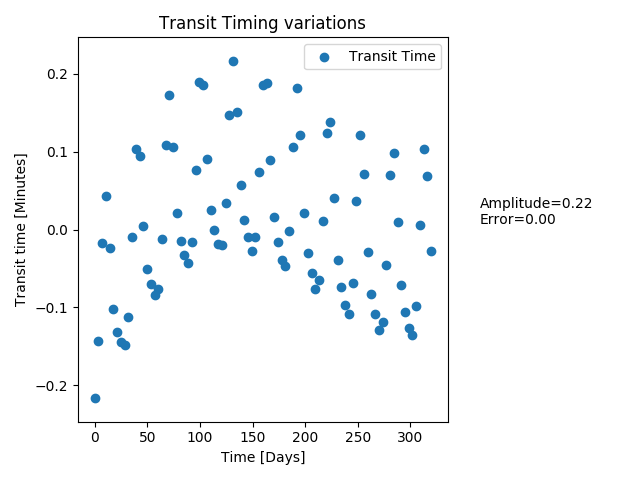 Transit Timing variations
Transit Time
0.2
0.1
0.0
−0.1
−0.2
Transit time [Minutes]
0
50
100
150
200
250
300
Time [Days]
Amplitude=0.22
Error=0.00